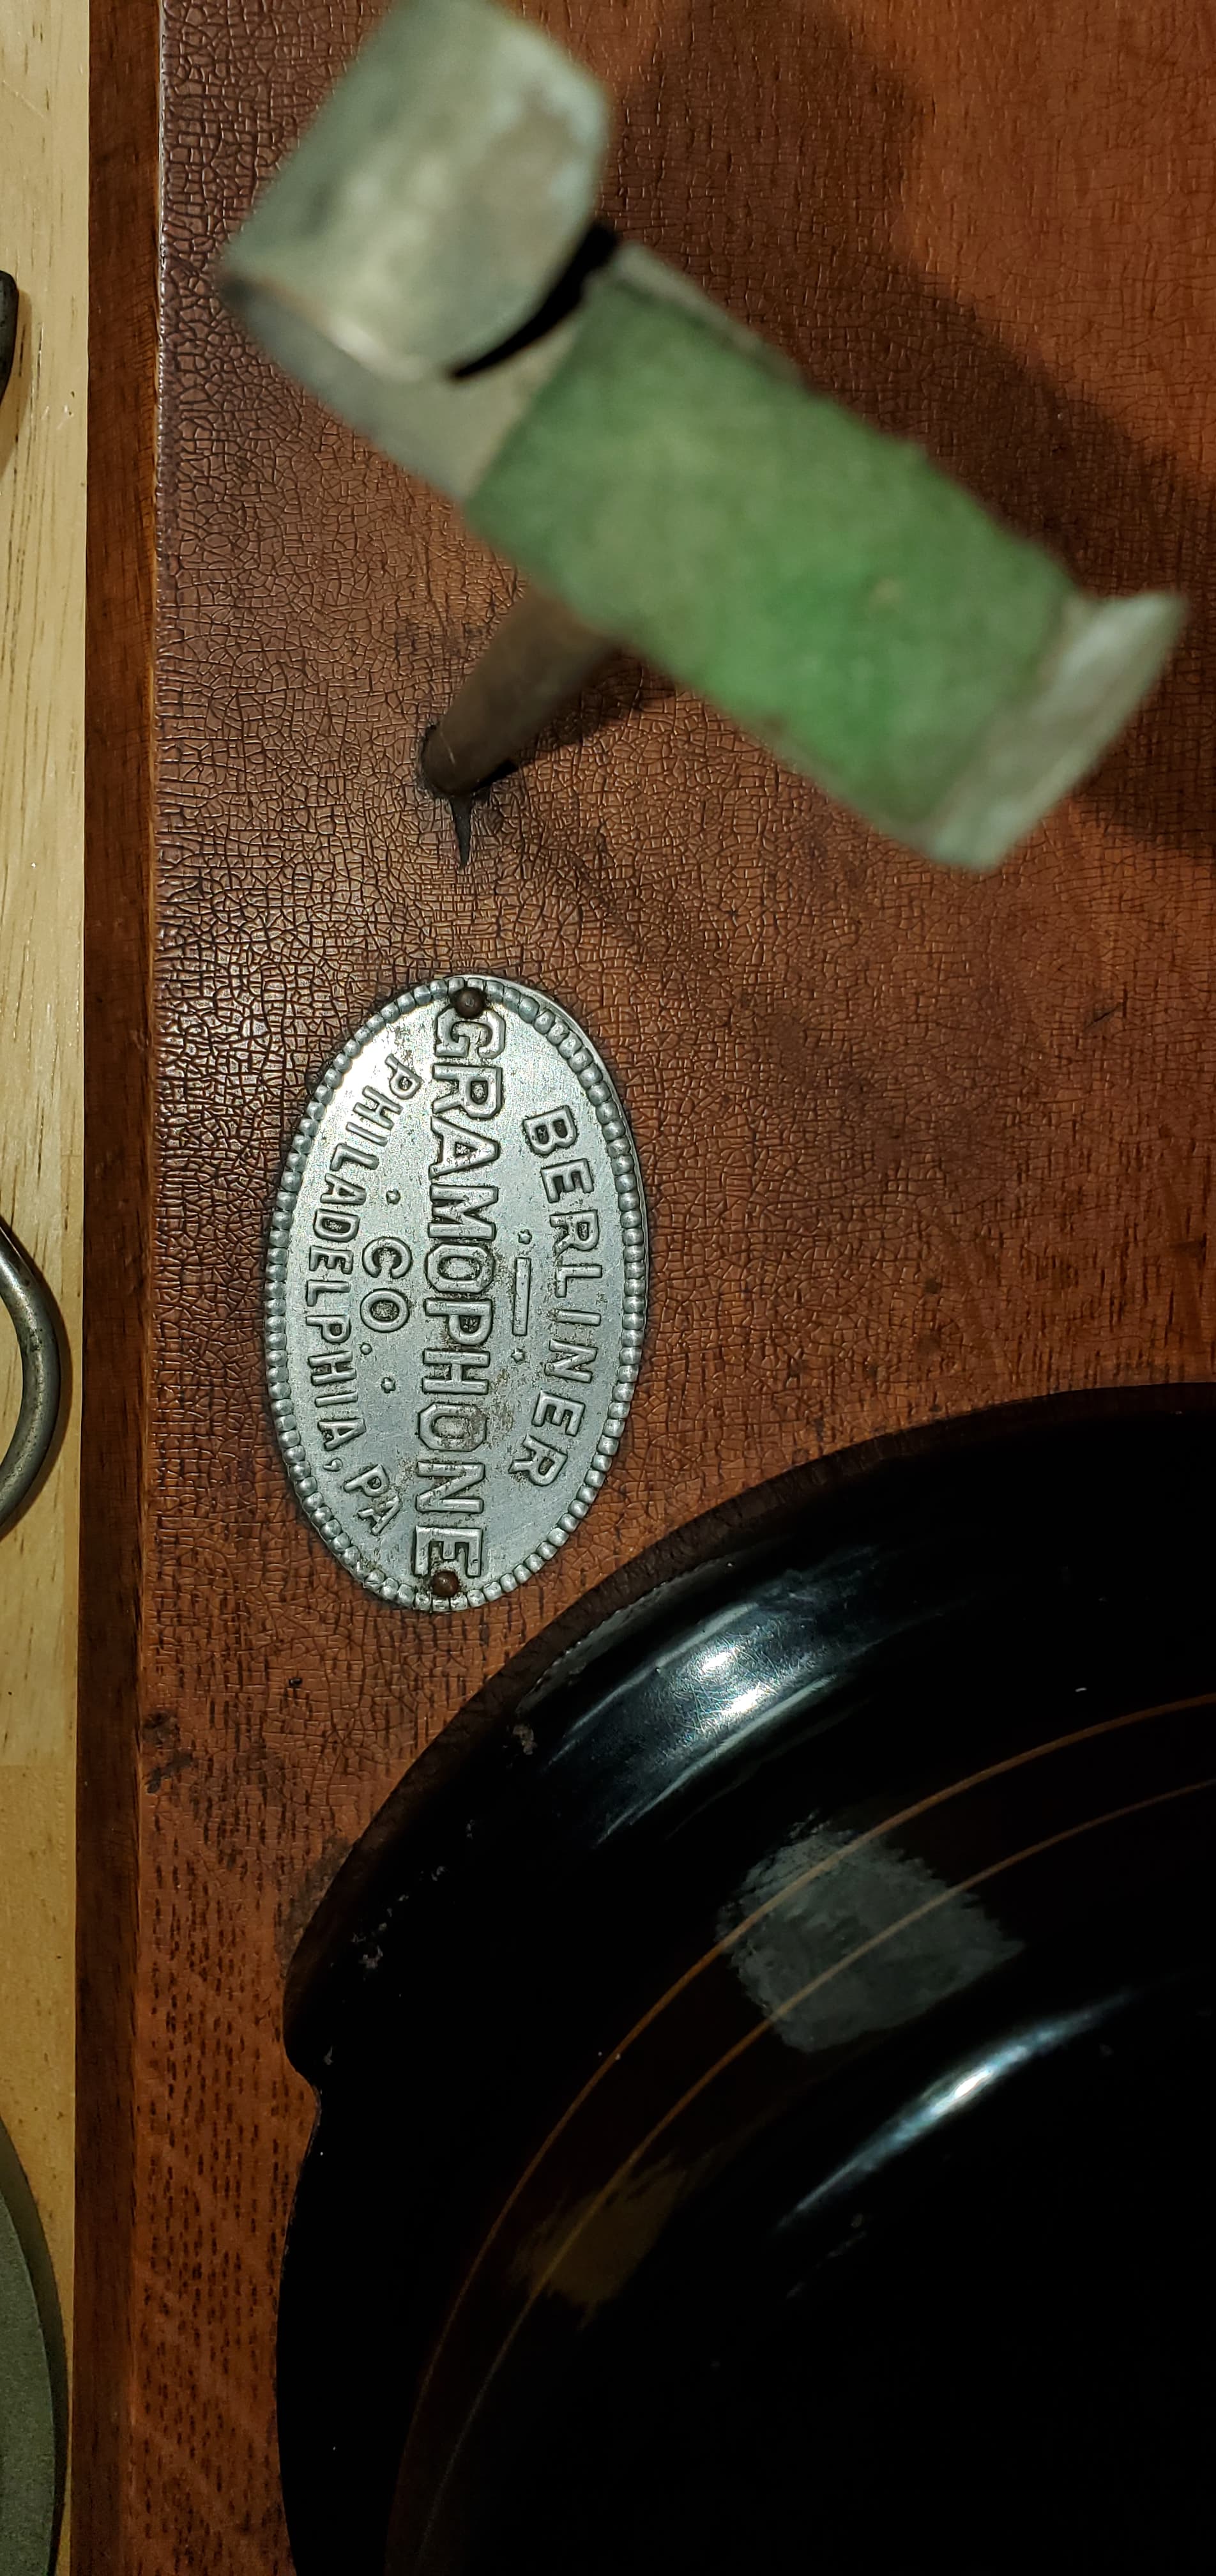 BERLINER
GRAMOPHONE
· CO ·
PHILADELPHIA, PA